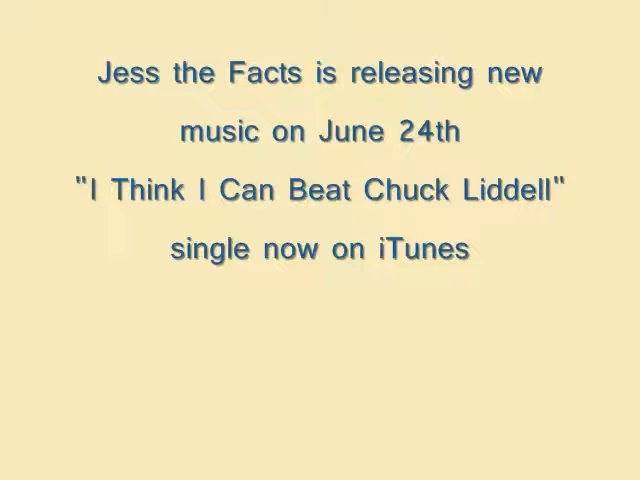 Jess the Facts is releasing new
music on June 24th
"I Think I Can Beat Chuck Liddell"
single now on iTunes